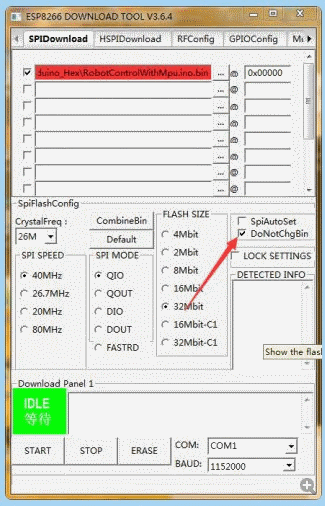 ESP8266 DOWNLOAD TOOL V3.6.4
SPIDownload HSPIDownload RFConfig GPIOConfig Mu
duino_Hex\RobotControlWithMpu.ino.bin ... @ 0x00000
... @
... @
... @
... @
... @
... @
SpiFlashConfig
CrystalFreq :
26M
CombineBin
Default
SPI SPEED
40MHz
26.7MHz
20MHz
80MHz
SPI MODE
QIO
QOUT
DIO
DOUT
FASTRD
FLASH SIZE
4Mbit
2Mbit
8Mbit
16Mbit
32Mbit
16Mbit-C1
32Mbit-C1
SpiAutoSet
DoNotChgBin
LOCK SETTINGS
DETECTED INFO
Show the flash
Download Panel 1
IDLE
等待
START STOP ERASE
COM: COM1
BAUD: 1152000